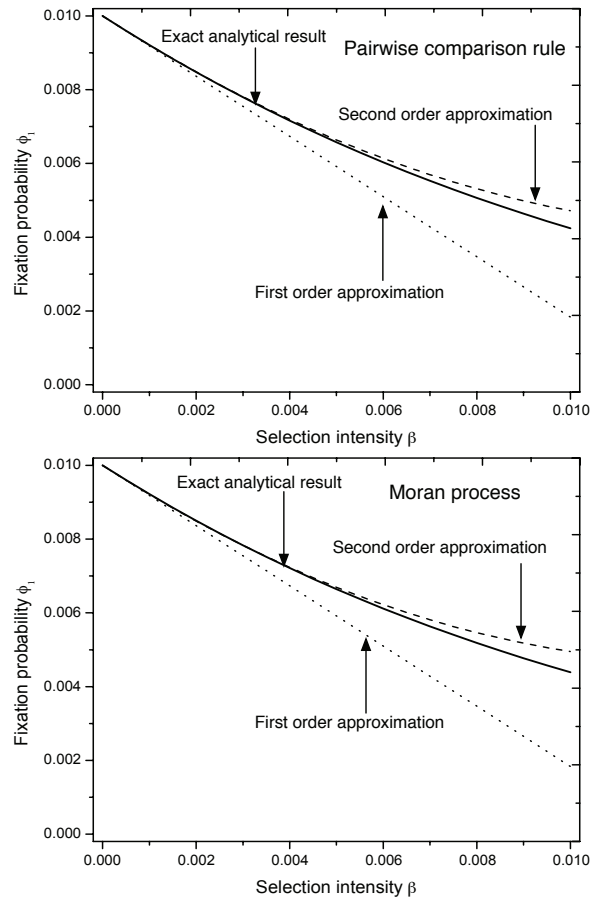 0.010
Exact analytical result
Pairwise comparison rule
0.008
Second order approximation
0.006
Fixation probability ϕ₁
0.004
First order approximation
0.002
0.000
0.000 0.002 0.004 0.006 0.008 0.010
Selection intensity β
0.010
Exact analytical result
Moran process
0.008
Second order approximation
0.006
Fixation probability ϕ₁
0.004
First order approximation
0.002
0.000
0.000 0.002 0.004 0.006 0.008 0.010
Selection intensity β